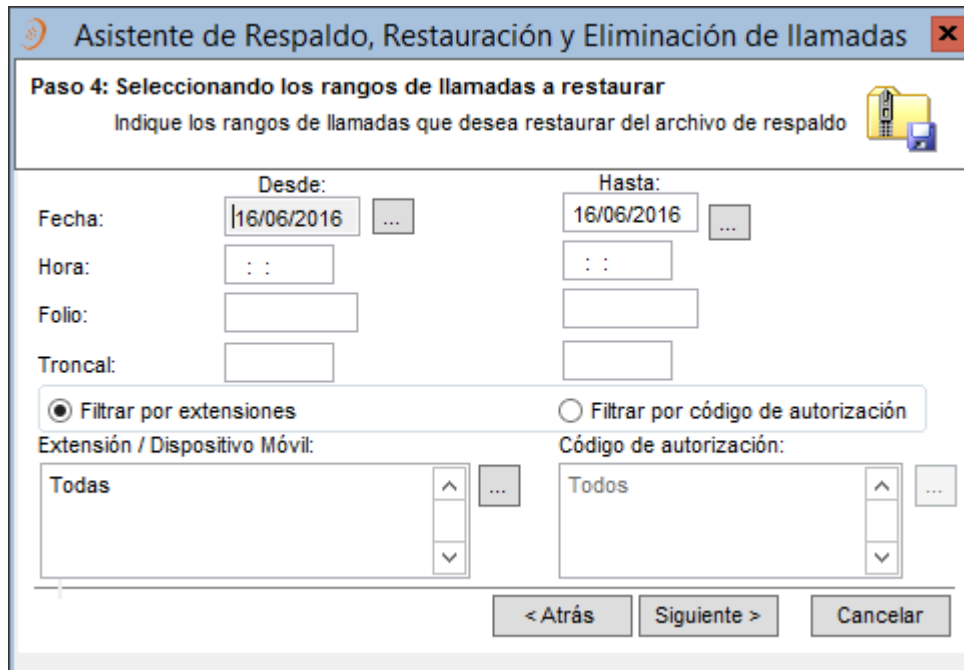 Asistente de Respaldo, Restauración y Eliminación de llamadas
Paso 4: Seleccionando los rangos de llamadas a restaurar
Indique los rangos de llamadas que desea restaurar del archivo de respaldo
Desde: Hasta:
Fecha: 16/06/2016 ... 16/06/2016 ...
Hora: : : : :
Folio:
Troncal:
Filtrar por extensiones Filtrar por código de autorización
Extensión / Dispositivo Móvil: Código de autorización:
Todas ... Todos ...
< Atrás Siguiente > Cancelar